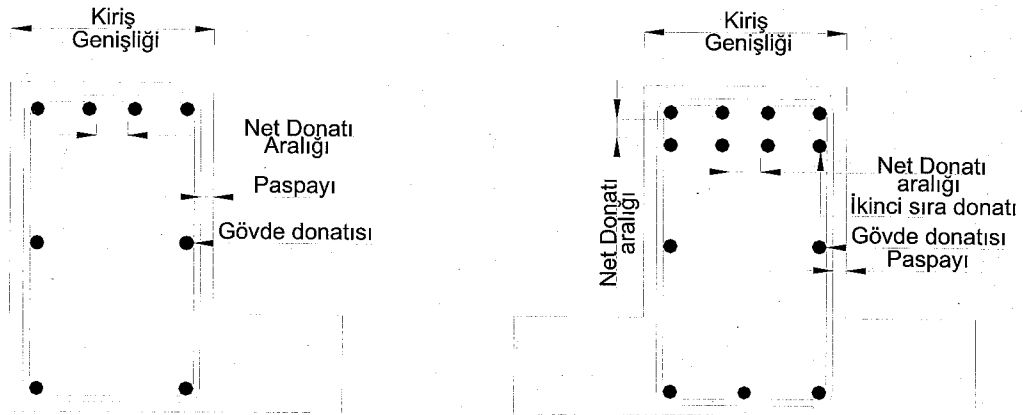 Kiriş
Genişliği
Net Donatı
Aralığı
Paspayı
Gövde donatısı
Kiriş
Genişliği
Net Donatı
aralığı
Net Donatı
aralığı
İkinci sıra donatı
Gövde donatısı
Paspayı